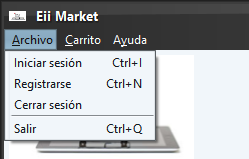 Eii Market
Archivo Carrito Ayuda
Iniciar sesión Ctrl+I
Registrarse Ctrl+N
Cerrar sesión
Salir Ctrl+Q